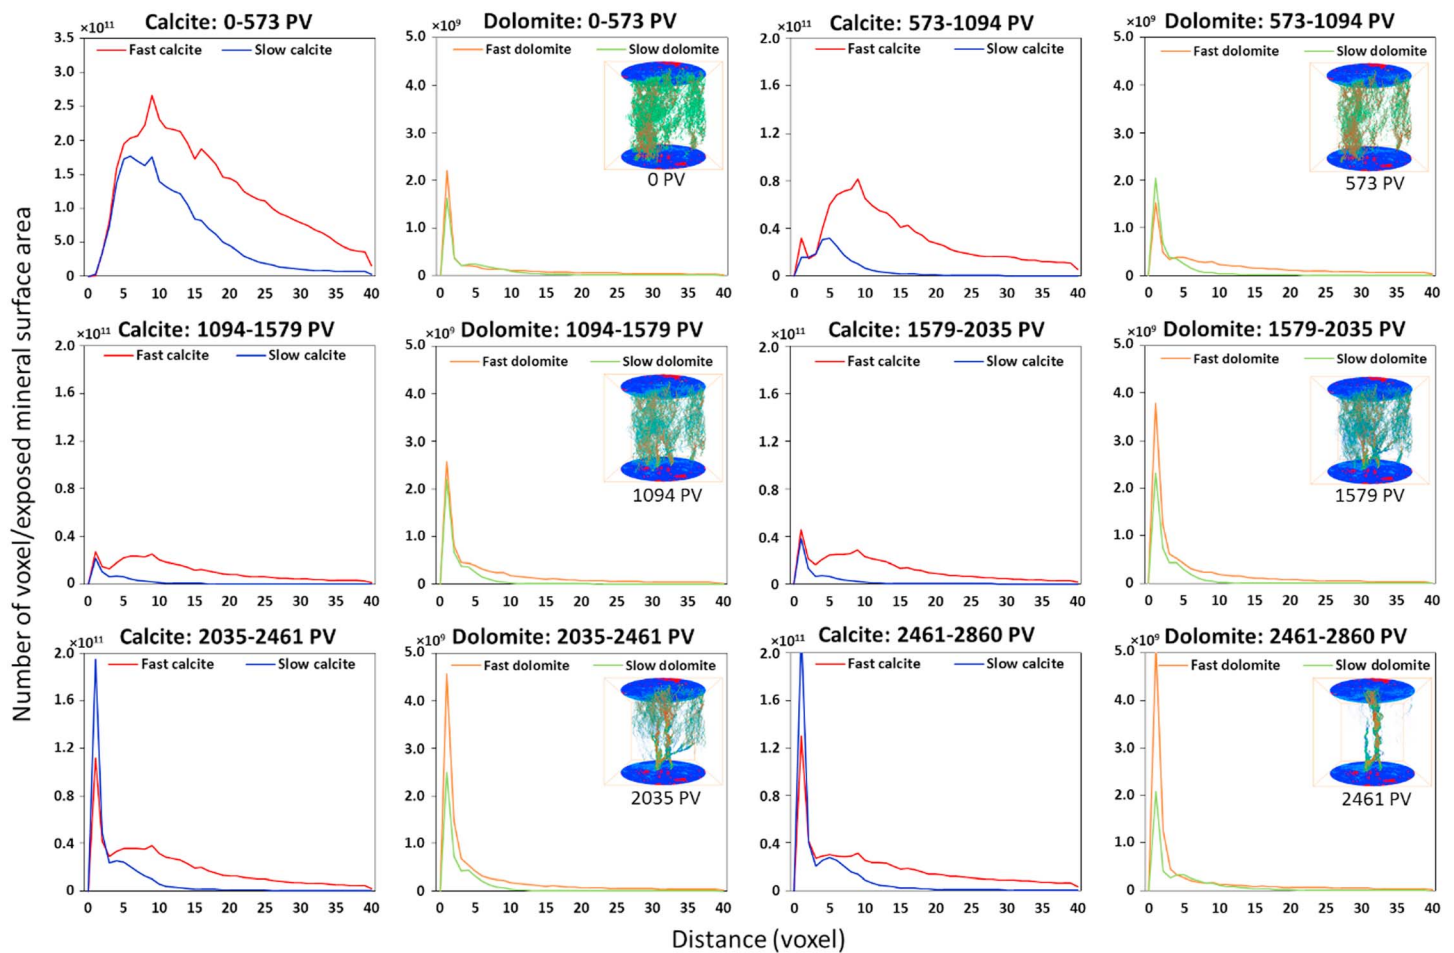 Number of voxel/exposed mineral surface area
Calcite: 0-573 PV
×10¹¹
Fast calcite Slow calcite
3.5
3.0
2.5
2.0
1.5
1.0
5.0
0
0 5 10 15 20 25 30 35 40
Dolomite: 0-573 PV
×10⁹
Fast dolomite Slow dolomite
5.0
4.0
3.0
2.0
1.0
0
0 PV
0 5 10 15 20 25 30 35 40
Calcite: 573-1094 PV
×10¹¹
Fast calcite Slow calcite
2.0
1.6
1.2
0.8
0.4
0
0 5 10 15 20 25 30 35 40
Dolomite: 573-1094 PV
×10⁹
Fast dolomite Slow dolomite
5.0
4.0
3.0
2.0
1.0
0
573 PV
0 5 10 15 20 25 30 35 40
Calcite: 1094-1579 PV
×10¹¹
Fast calcite Slow calcite
2.0
1.6
1.2
0.8
0.4
0
0 5 10 15 20 25 30 35 40
Dolomite: 1094-1579 PV
×10⁹
Fast dolomite Slow dolomite
5.0
4.0
3.0
2.0
1.0
0
1094 PV
0 5 10 15 20 25 30 35 40
Calcite: 1579-2035 PV
×10¹¹
Fast calcite Slow calcite
2.0
1.6
1.2
0.8
0.4
0
0 5 10 15 20 25 30 35 40
Dolomite: 1579-2035 PV
×10⁹
Fast dolomite Slow dolomite
5.0
4.0
3.0
2.0
1.0
0
1579 PV
0 5 10 15 20 25 30 35 40
Calcite: 2035-2461 PV
×10¹¹
Fast calcite Slow calcite
2.0
1.6
1.2
0.8
0.4
0
0 5 10 15 20 25 30 35 40
Dolomite: 2035-2461 PV
×10⁹
Fast dolomite Slow dolomite
5.0
4.0
3.0
2.0
1.0
0
2035 PV
0 5 10 15 20 25 30 35 40
Calcite: 2461-2860 PV
×10¹¹
Fast calcite Slow calcite
2.0
1.6
1.2
0.8
0.4
0
0 5 10 15 20 25 30 35 40
Dolomite: 2461-2860 PV
×10⁹
Fast dolomite Slow dolomite
5.0
4.0
3.0
2.0
1.0
0
2461 PV
0 5 10 15 20 25 30 35 40
Distance (voxel)